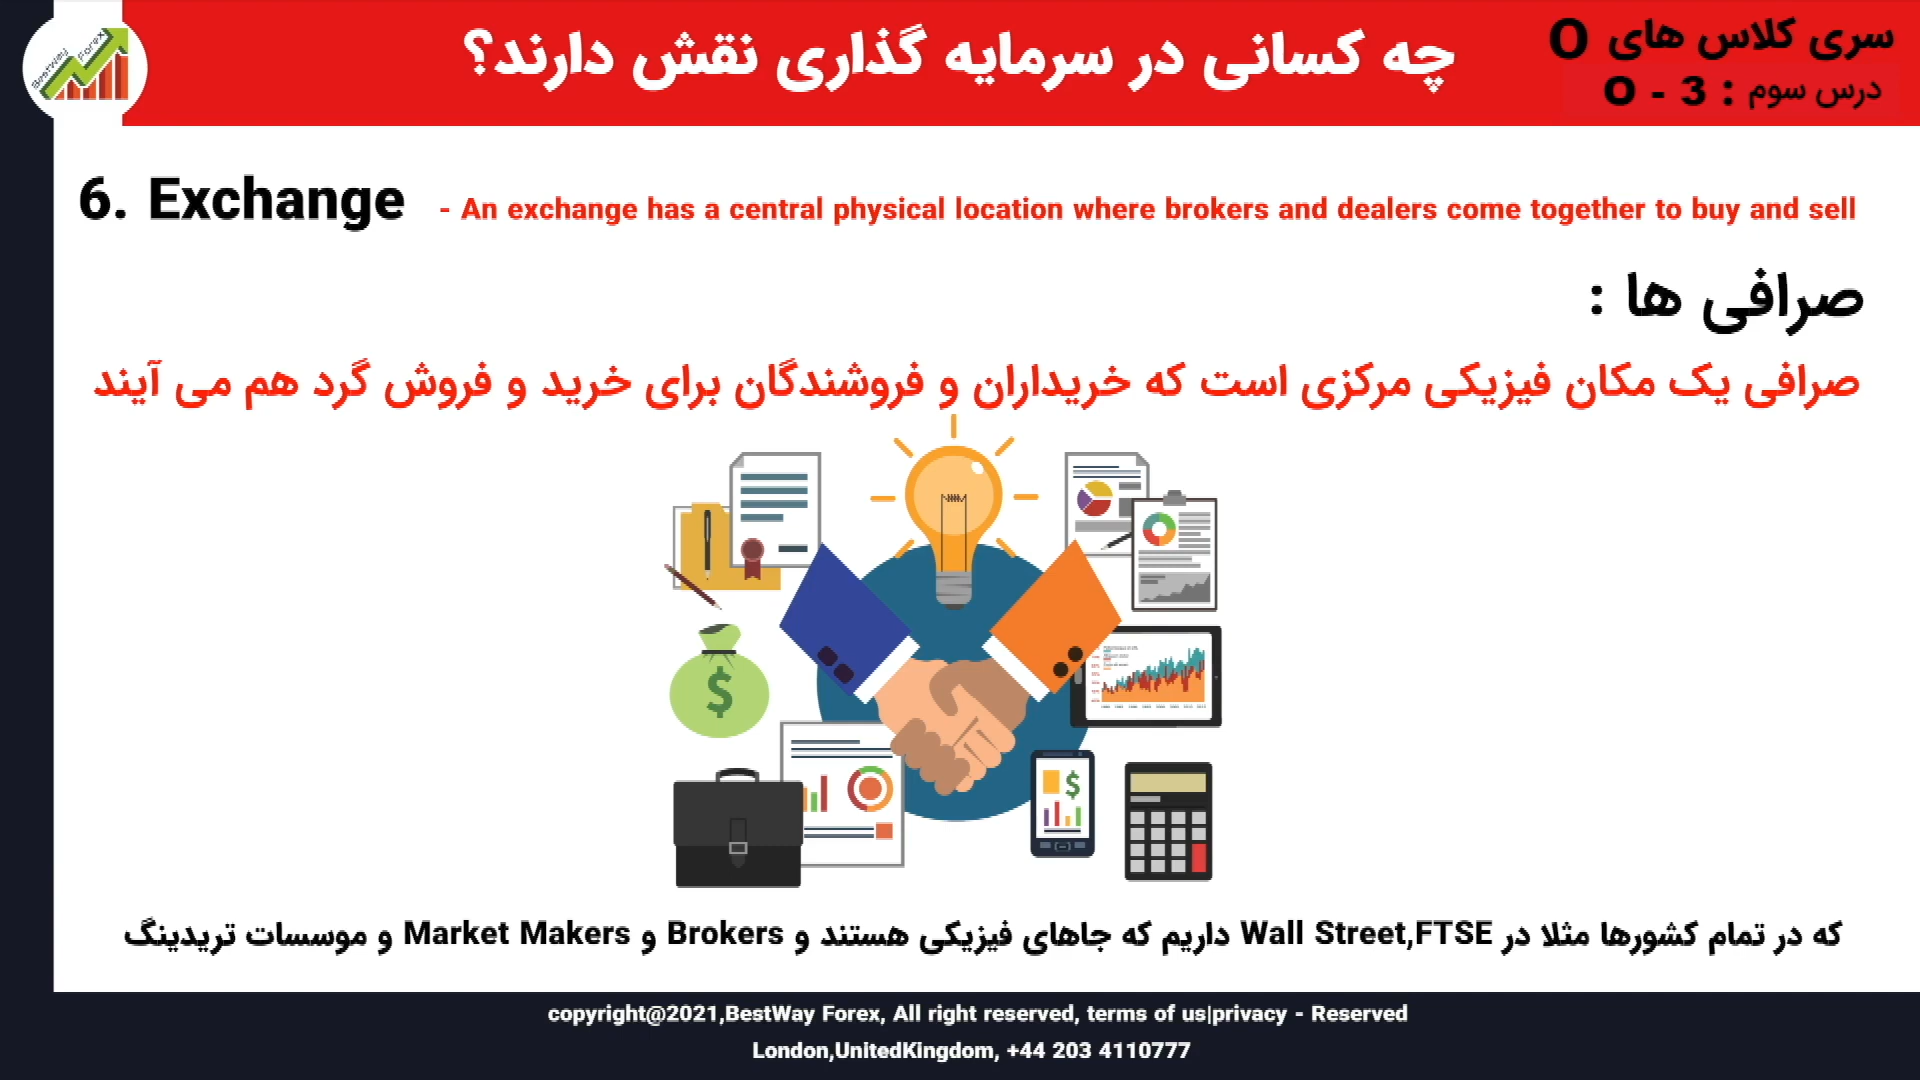 سری کلاس های O
درس سوم : O - 3
چه کسانی در سرمایه گذاری نقش دارند؟
BestWay Forex
6. Exchange - An exchange has a central physical location where brokers and dealers come together to buy and sell
صرافی ها :
صرافی یک مکان فیزیکی مرکزی است که خریداران و فروشندگان برای خرید و فروش گرد هم می آیند
$
$
که در تمام کشورها مثلا در Wall Street,FTSE داریم که جاهای فیزیکی هستند و Brokers و Market Makers و موسسات تریدینگ
copyright@2021,BestWay Forex, All right reserved, terms of us|privacy - Reserved
London,UnitedKingdom, +44 203 4110777